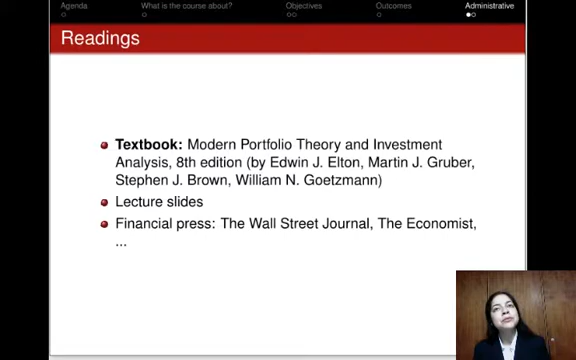 Agenda What is the course about? Objectives Outcomes Administrative
Readings
Textbook: Modern Portfolio Theory and Investment
Analysis, 8th edition (by Edwin J. Elton, Martin J. Gruber,
Stephen J. Brown, William N. Goetzmann)
Lecture slides
Financial press: The Wall Street Journal, The Economist,
...